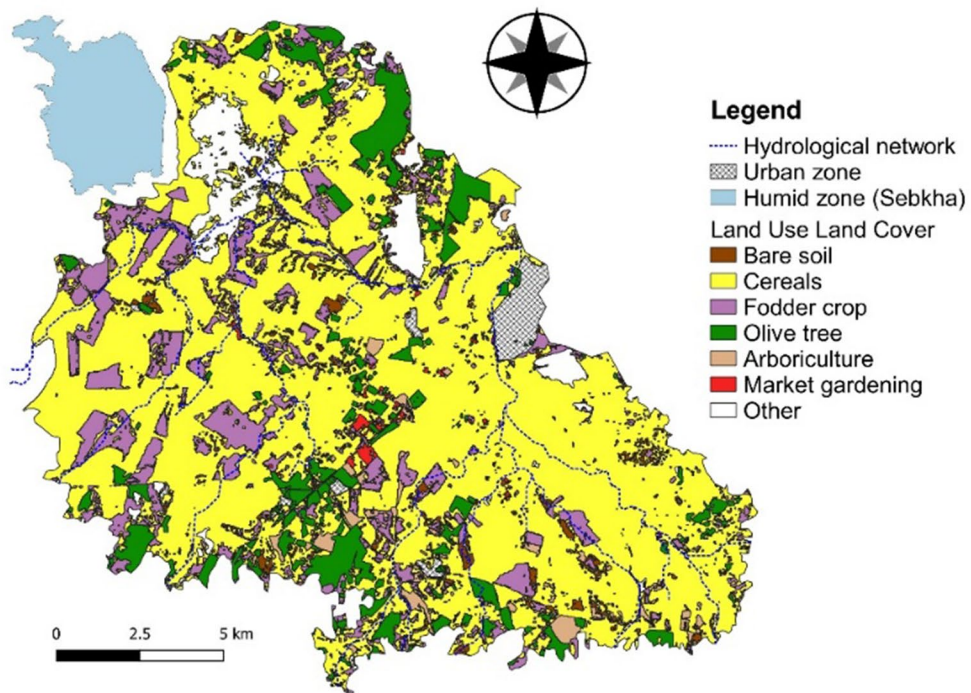 Legend
Hydrological network
Urban zone
Humid zone (Sebkha)
Land Use Land Cover
Bare soil
Cereals
Fodder crop
Olive tree
Arboriculture
Market gardening
Other
0 2.5 5 km